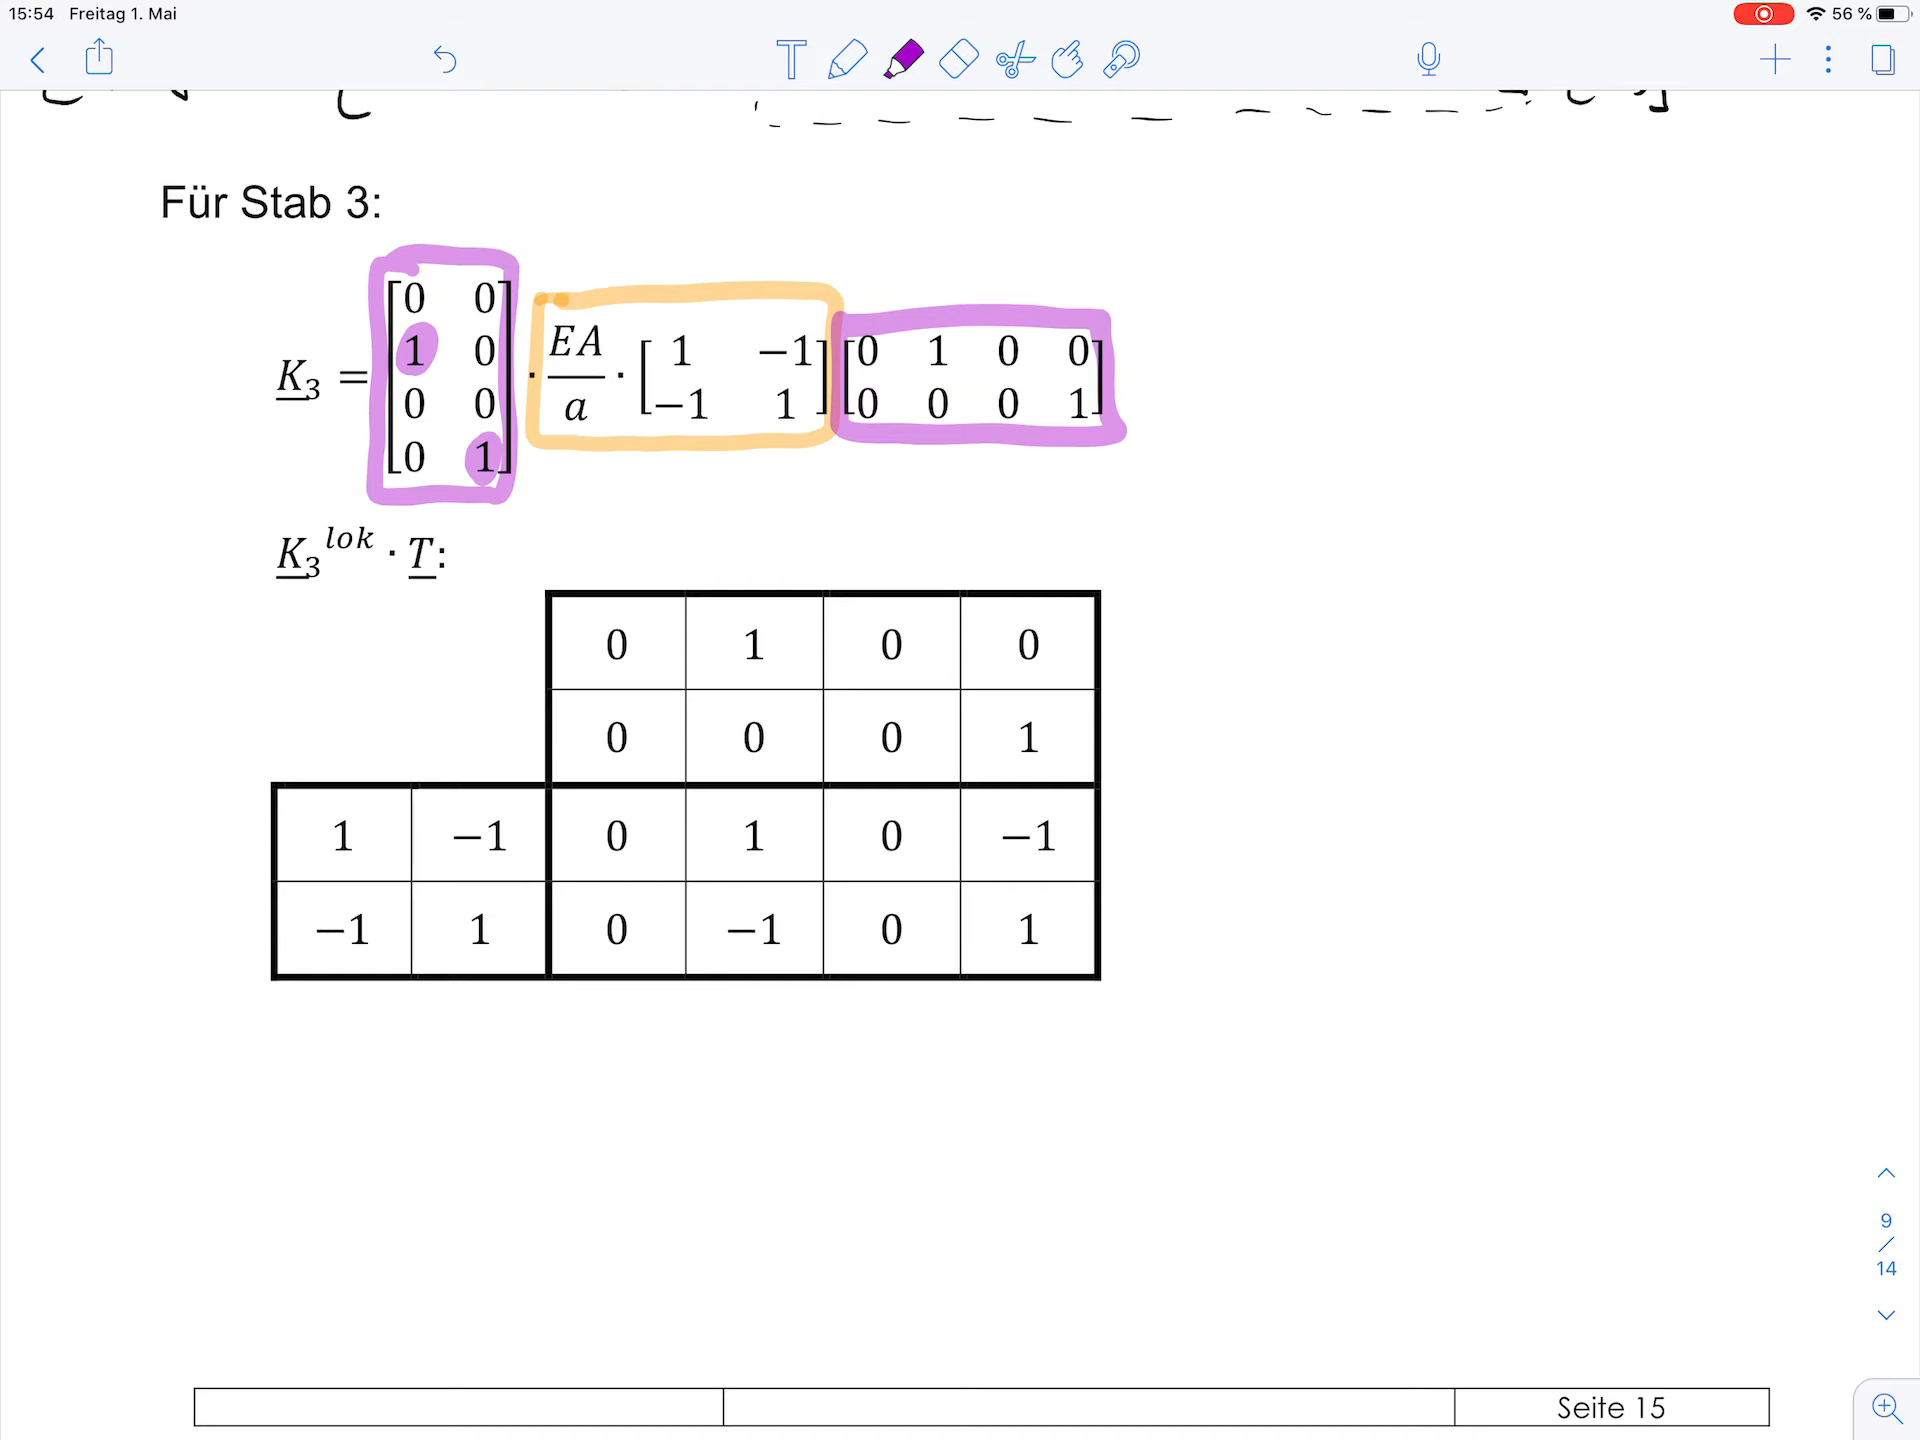 15:54 Freitag 1. Mai 56 %
Für Stab 3:
K₃ = [0 0; 1 0; 0 0; 0 1] · EA/a · [1 −1; −1 1] [0 1 0 0; 0 0 0 1]
K₃^lok · T:
0 1 0 0
0 0 0 1
1 −1 0 1 0 −1
−1 1 0 −1 0 1
9
/
14
Seite 15